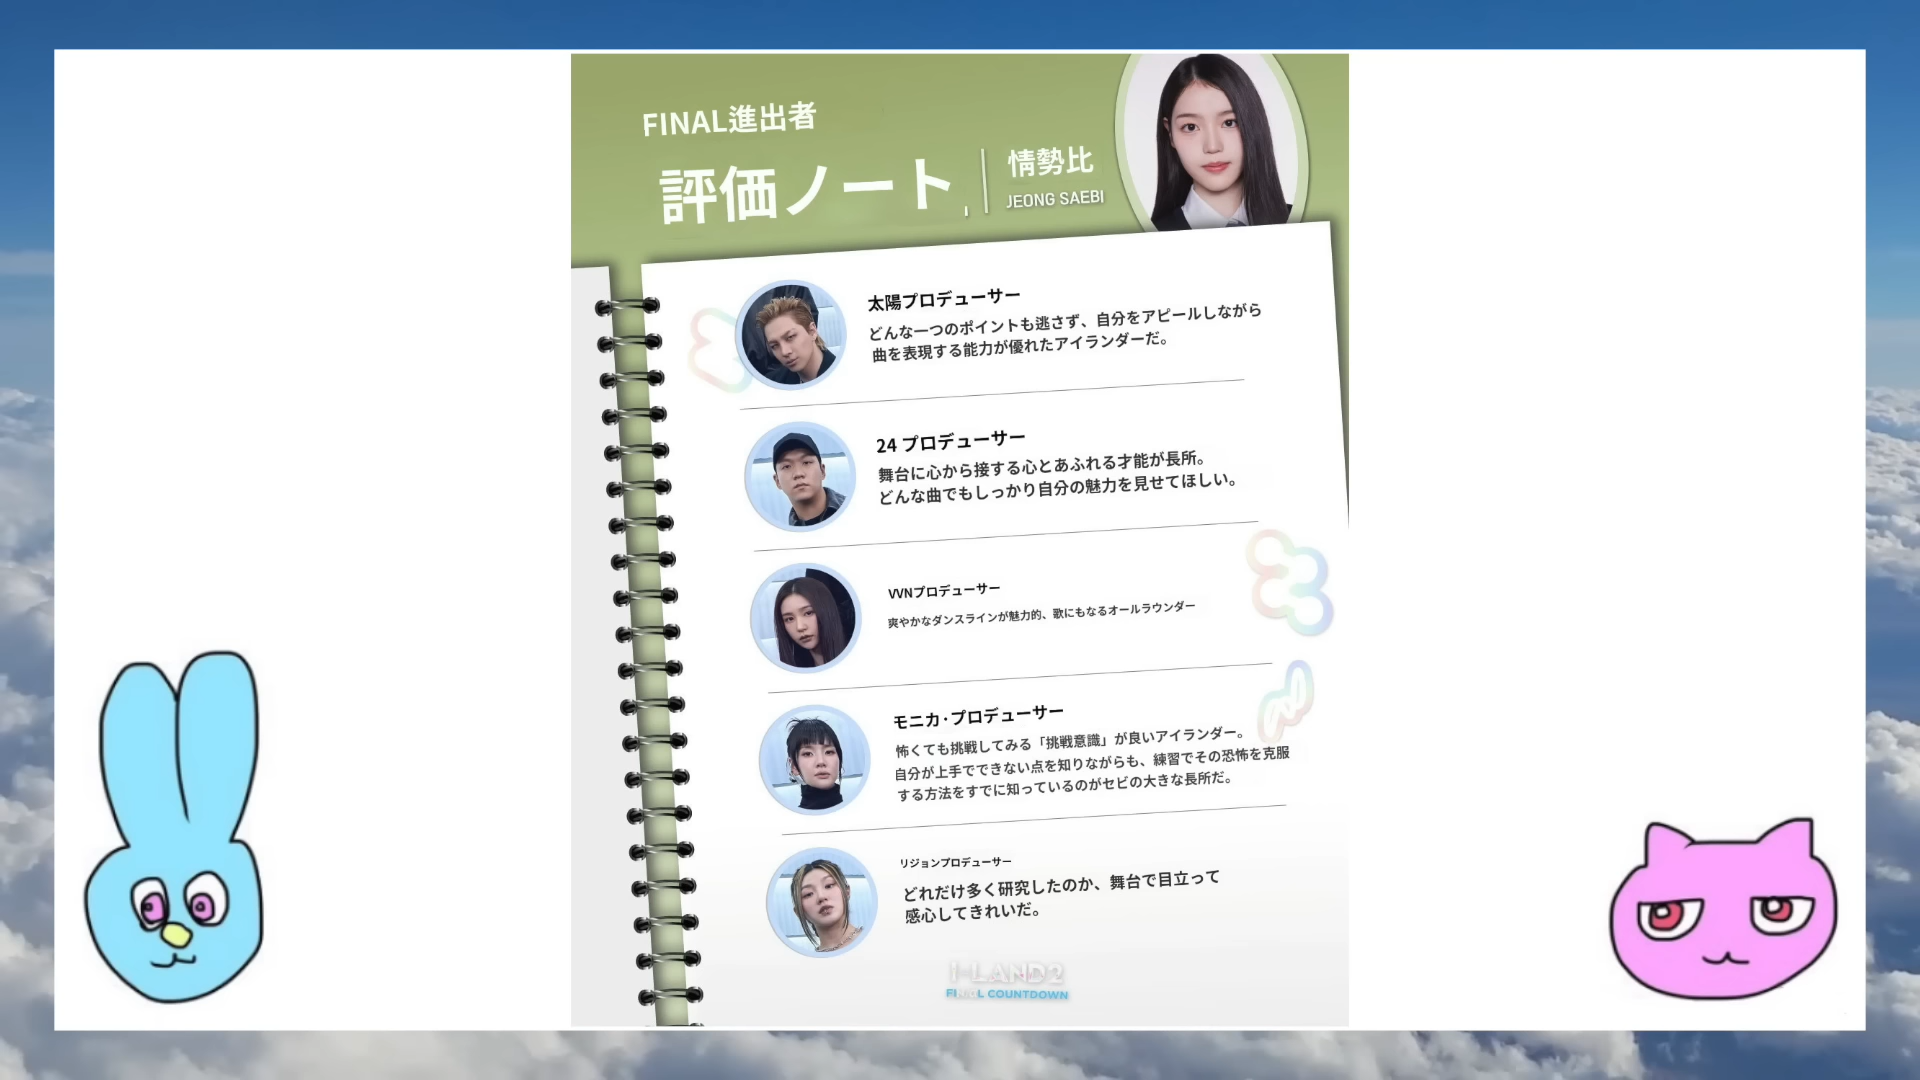 FINAL進出者
評価ノート
情勢比
JEONG SAEBI
太陽プロデューサー
どんな一つのポイントも逃さず、自分をアピールしながら
曲を表現する能力が優れたアイランダーだ。
24 プロデューサー
舞台に心から接する心とあふれる才能が長所。
どんな曲でもしっかり自分の魅力を見せてほしい。
VVNプロデューサー
爽やかなダンスラインが魅力的、歌にもなるオールラウンダー
モニカ·プロデューサー
怖くても挑戦してみる「挑戦意識」が良いアイランダー。
自分が上手でできない点を知りながらも、練習でその恐怖を克服
する方法をすでに知っているのがセビの大きな長所だ。
リジョンプロデューサー
どれだけ多く研究したのか、舞台で目立って
感心してきれいだ。
I-LAND2
FINAL COUNTDOWN